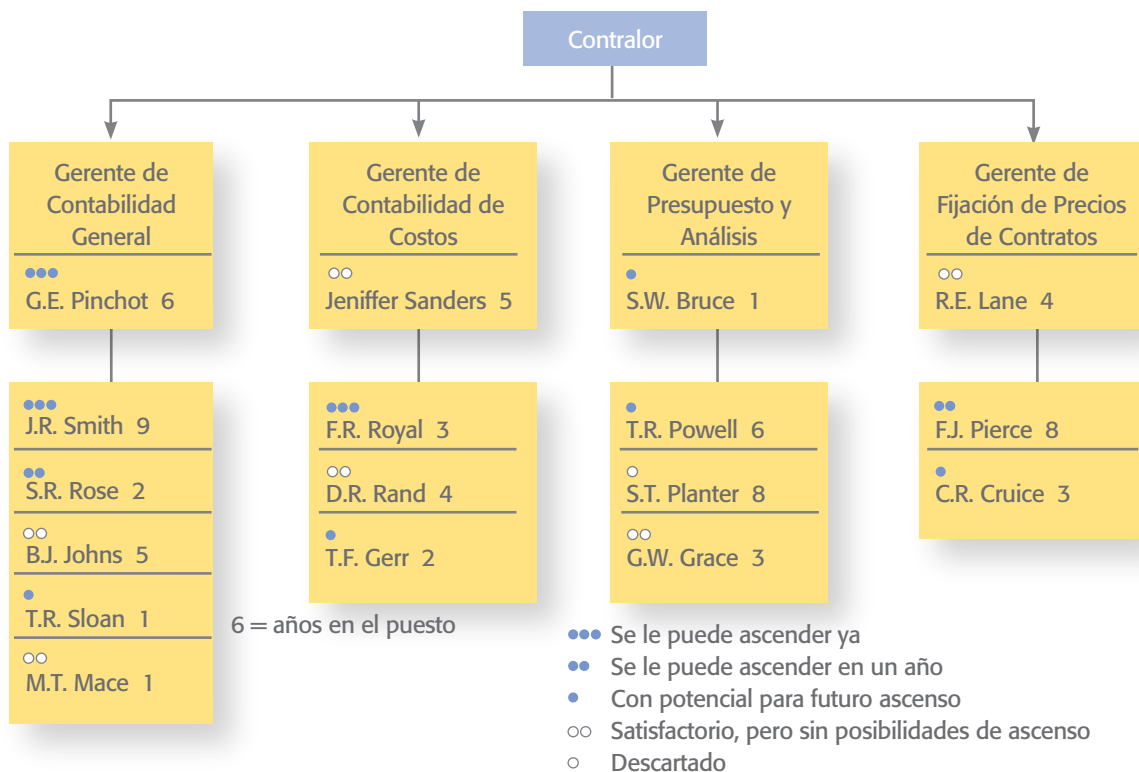 Contralor
Gerente de
Contabilidad
General
G.E. Pinchot 6
Gerente de
Contabilidad de
Costos
Jeniffer Sanders 5
Gerente de
Presupuesto y
Análisis
S.W. Bruce 1
Gerente de
Fijación de Precios
de Contratos
R.E. Lane 4
J.R. Smith 9
S.R. Rose 2
B.J. Johns 5
T.R. Sloan 1
M.T. Mace 1
F.R. Royal 3
D.R. Rand 4
T.F. Gerr 2
T.R. Powell 6
S.T. Planter 8
G.W. Grace 3
F.J. Pierce 8
C.R. Cruice 3
6 = años en el puesto
Se le puede ascender ya
Se le puede ascender en un año
Con potencial para futuro ascenso
Satisfactorio, pero sin posibilidades de ascenso
Descartado